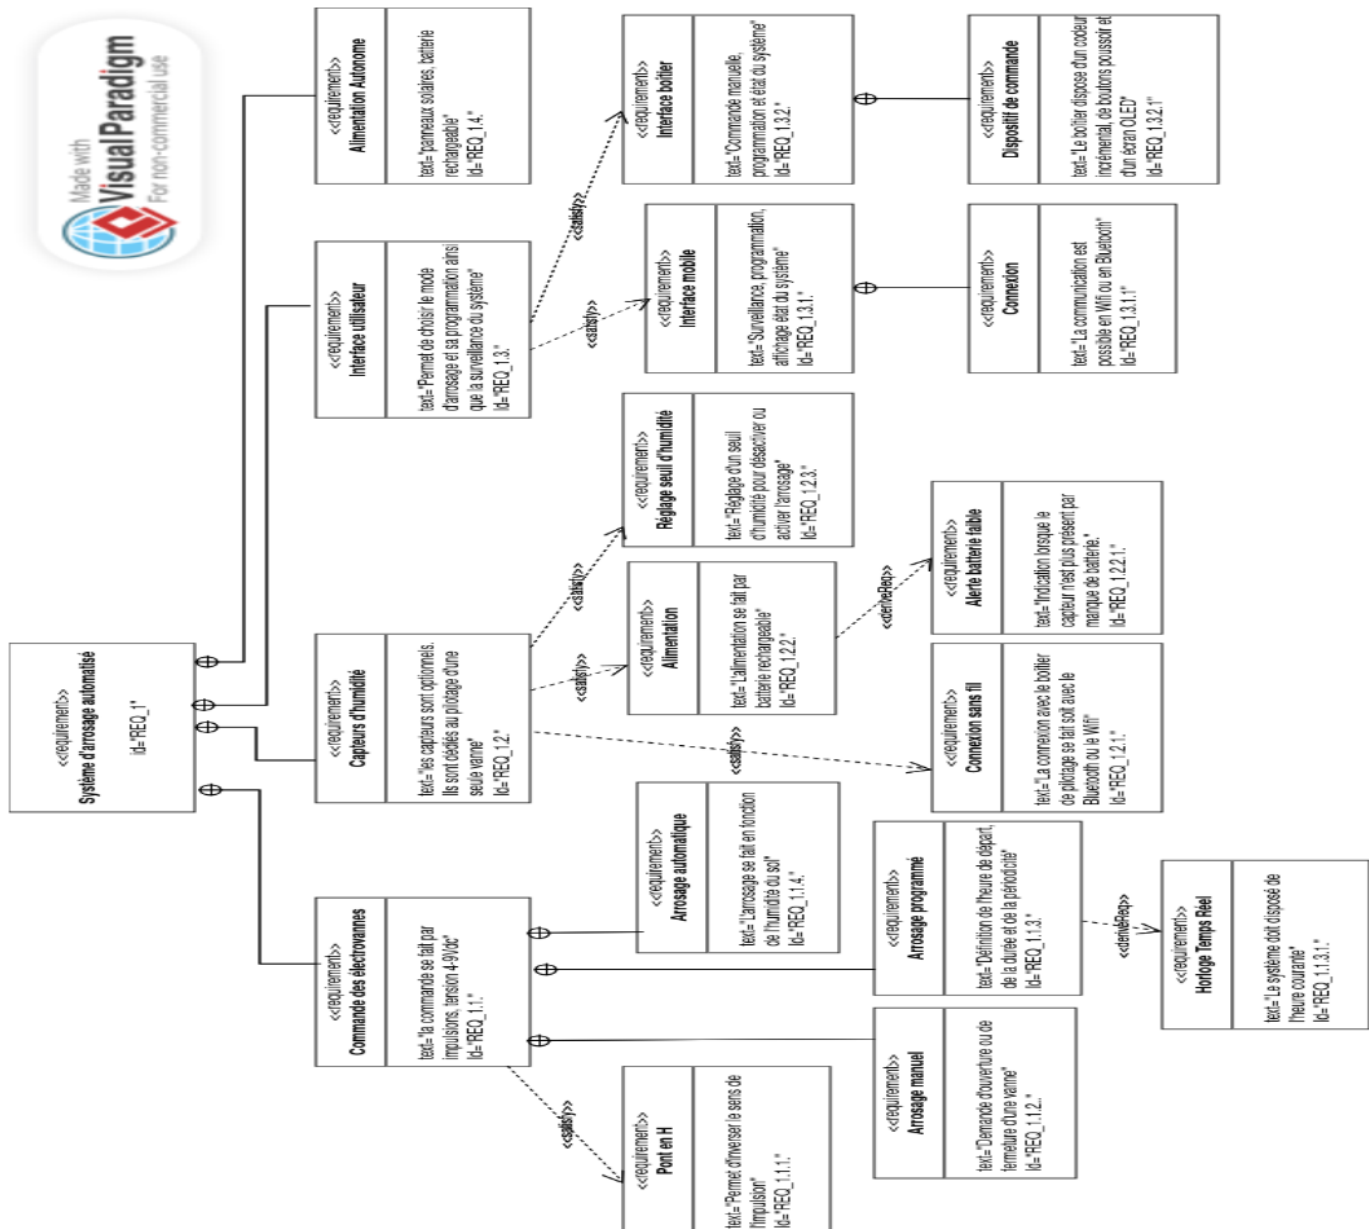 Made with
VisualParadigm
For non-commercial use
<<requirement>>
Système d'arrosage automatisé
id="REQ_1"
<<requirement>>
Commande des électrovannes
text="la commande se fait par
impulsions, tension 4-9Vdc"
Id="REQ_1.1."
<<requirement>>
Capteurs d'humidité
text="les capteurs sont optionnels.
Ils sont dédiés au pilotage d'une
seule vanne"
Id="REQ_1.2."
<<requirement>>
Interface utilisateur
text="Permet de choisir le mode
d'arrosage et sa programmation ainsi
que la surveillance du système"
Id="REQ_1.3."
<<requirement>>
Alimentation Autonome
text="panneaux solaires, batterie
rechargeable"
Id="REQ_1.4."
<<satisfy>>
<<satisfy>>
<<satisfy>>
<<satisfy>>
<<satisfy>>
<<satisfy>>
<<requirement>>
Pont en H
text="Permet d'inverser le sens de
l'impulsion"
Id="REQ_1.1.1."
<<requirement>>
Arrosage automatique
text="L'arrosage se fait en fonction
de l'humidité du sol"
Id="REQ_1.1.4."
<<requirement>>
Alimentation
text="L'alimentation se fait par
batterie rechargeable"
Id="REQ_1.2.2."
<<requirement>>
Réglage seuil d'humidité
text="Réglage d'un seuil
d'humidité pour désactiver ou
activer l'arrosage"
Id="REQ_1.2.3."
<<requirement>>
Interface mobile
text="Surveillance, programmation,
affichage état du système"
Id="REQ_1.3.1."
<<requirement>>
Interface boîtier
text="Commande manuelle,
programmation et état du système"
Id="REQ_1.3.2."
<<deriveReq>>
<<requirement>>
Arrosage manuel
text="Demande d'ouverture ou de
fermeture d'une vanne"
Id="REQ_1.1.2.."
<<requirement>>
Arrosage programmé
text="Définition de l'heure de départ,
de la durée et de la périodicité"
Id="REQ_1.1.3."
<<requirement>>
Connexion sans fil
text="La connexion avec le boîtier
de pilotage se fait soit avec le
Bluetooth ou le Wifi"
Id="REQ_1.2.1."
<<requirement>>
Alerte batterie faible
text="Indication lorsque le
capteur n'est plus présent par
manque de batterie."
Id="REQ_1.2.2.1."
<<requirement>>
Connexion
text="La communication est
possible en Wifi ou en Bluetooth"
Id="REQ_1.3.1.1"
<<requirement>>
Dispositif de commande
text="Le boîtier dispose d'un codeur
incrémental, de boutons poussoir et
d'un écran OLED"
Id="REQ_1.3.2.1"
<<deriveReq>>
<<requirement>>
Horloge Temps Réel
text="Le système doit disposé de
l'heure courante"
Id="REQ_1.1.3.1."